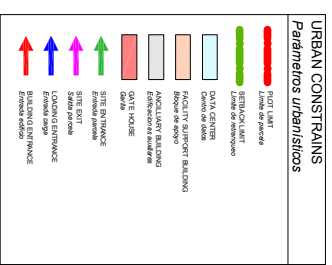 URBAN CONSTRAINS
Parámetros urbanísticos
PLOT LIMIT
Límite de parcela
SETBACK LIMIT
Límite de retranqueo
DATA CENTER
Centro de datos
FACILITY SUPPORT BUILDING
Bloque de apoyo
ANCILLIARY BUILDING
Edificaciones auxiliares
GATE HOUSE
Garita
SITE ENTRANCE
Entrada parcela
SITE EXIT
Salida parcela
LOADING ENTRANCE
Entrada carga
BUILDING ENTRANCE
Entrada edificio